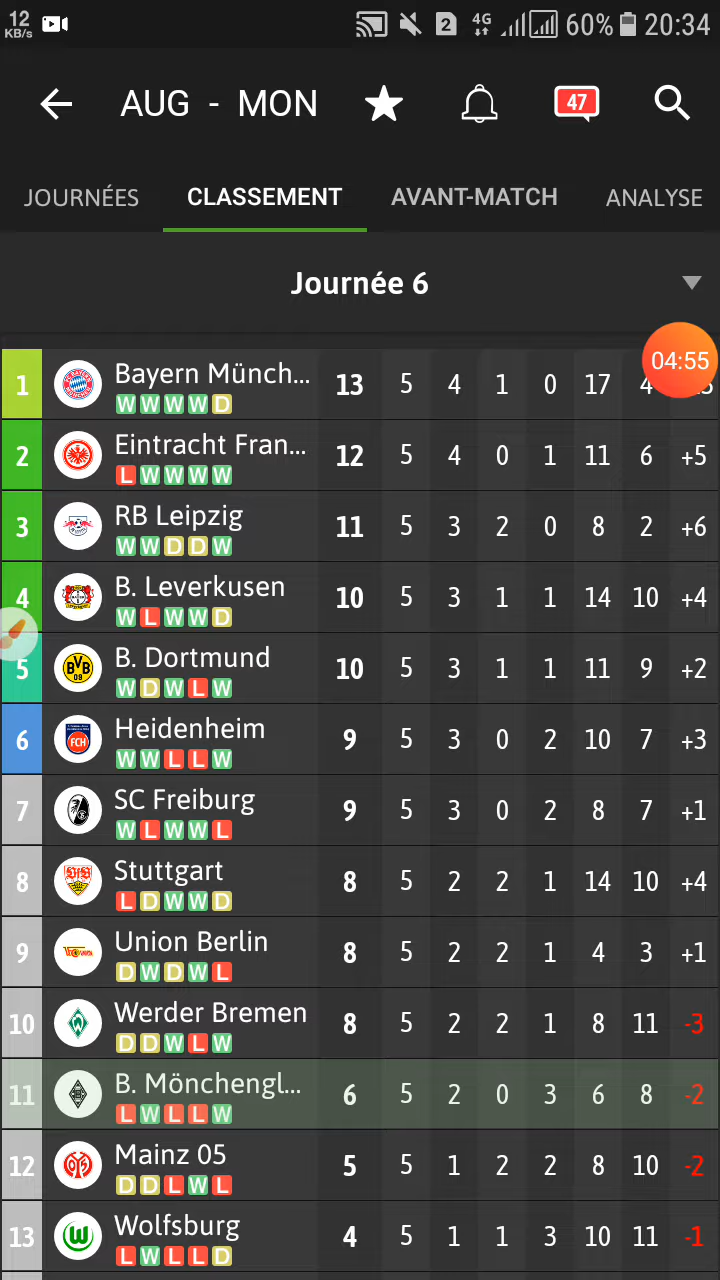 12
KB/s
2 4G 60% 20:34
AUG - MON 47
JOURNÉES CLASSEMENT AVANT-MATCH ANALYSE
Journée 6
04:55
1 Bayern Münch... 13 5 4 1 0 17 4
W W W W D
2 Eintracht Fran... 12 5 4 0 1 11 6 +5
L W W W W
3 RB Leipzig 11 5 3 2 0 8 2 +6
W W D D W
4 B. Leverkusen 10 5 3 1 1 14 10 +4
W L W W D
5 B. Dortmund 10 5 3 1 1 11 9 +2
W D W L W
6 Heidenheim 9 5 3 0 2 10 7 +3
W W L L W
7 SC Freiburg 9 5 3 0 2 8 7 +1
W L W W L
8 Stuttgart 8 5 2 2 1 14 10 +4
L D W W D
9 Union Berlin 8 5 2 2 1 4 3 +1
D W D W L
10 Werder Bremen 8 5 2 2 1 8 11 -3
D D W L W
11 B. Mönchengl... 6 5 2 0 3 6 8 -2
L W L L W
12 Mainz 05 5 5 1 2 2 8 10 -2
D D L W L
13 Wolfsburg 4 5 1 1 3 10 11 -1
L W L L D